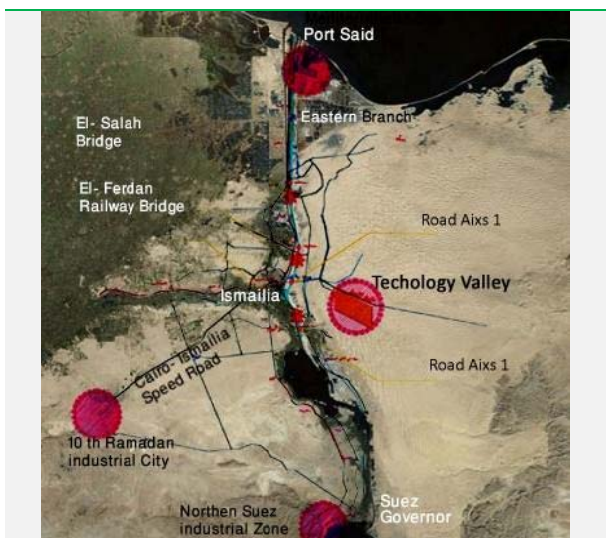 Port Said
Eastern Branch
El- Salah
Bridge
El- Ferdan
Railway Bridge
Road Aixs 1
Techology Valley
Ismailia
Cairo- Ismailia
Speed Road
Road Aixs 1
10 th Ramadan
industrial City
Northen Suez
industrial Zone
Suez
Governor